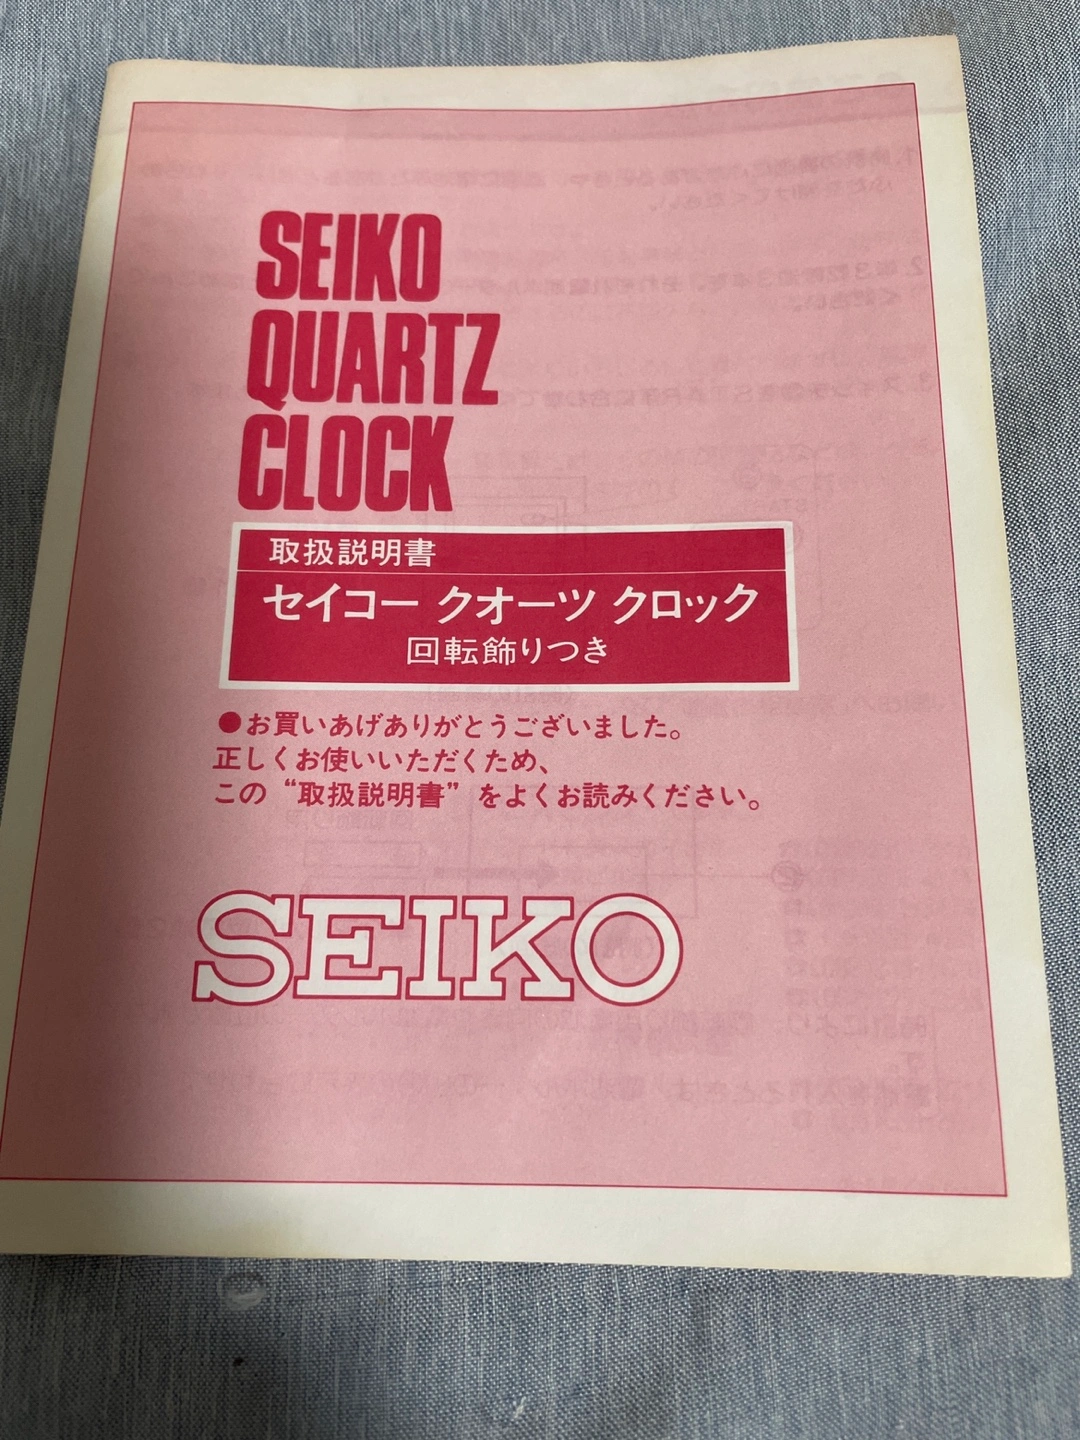 SEIKO
QUARTZ
CLOCK
取扱説明書
セイコー クオーツ クロック
回転飾りつき
●お買いあげありがとうございました。
正しくお使いいただくため、
この“取扱説明書”をよくお読みください。
SEIKO